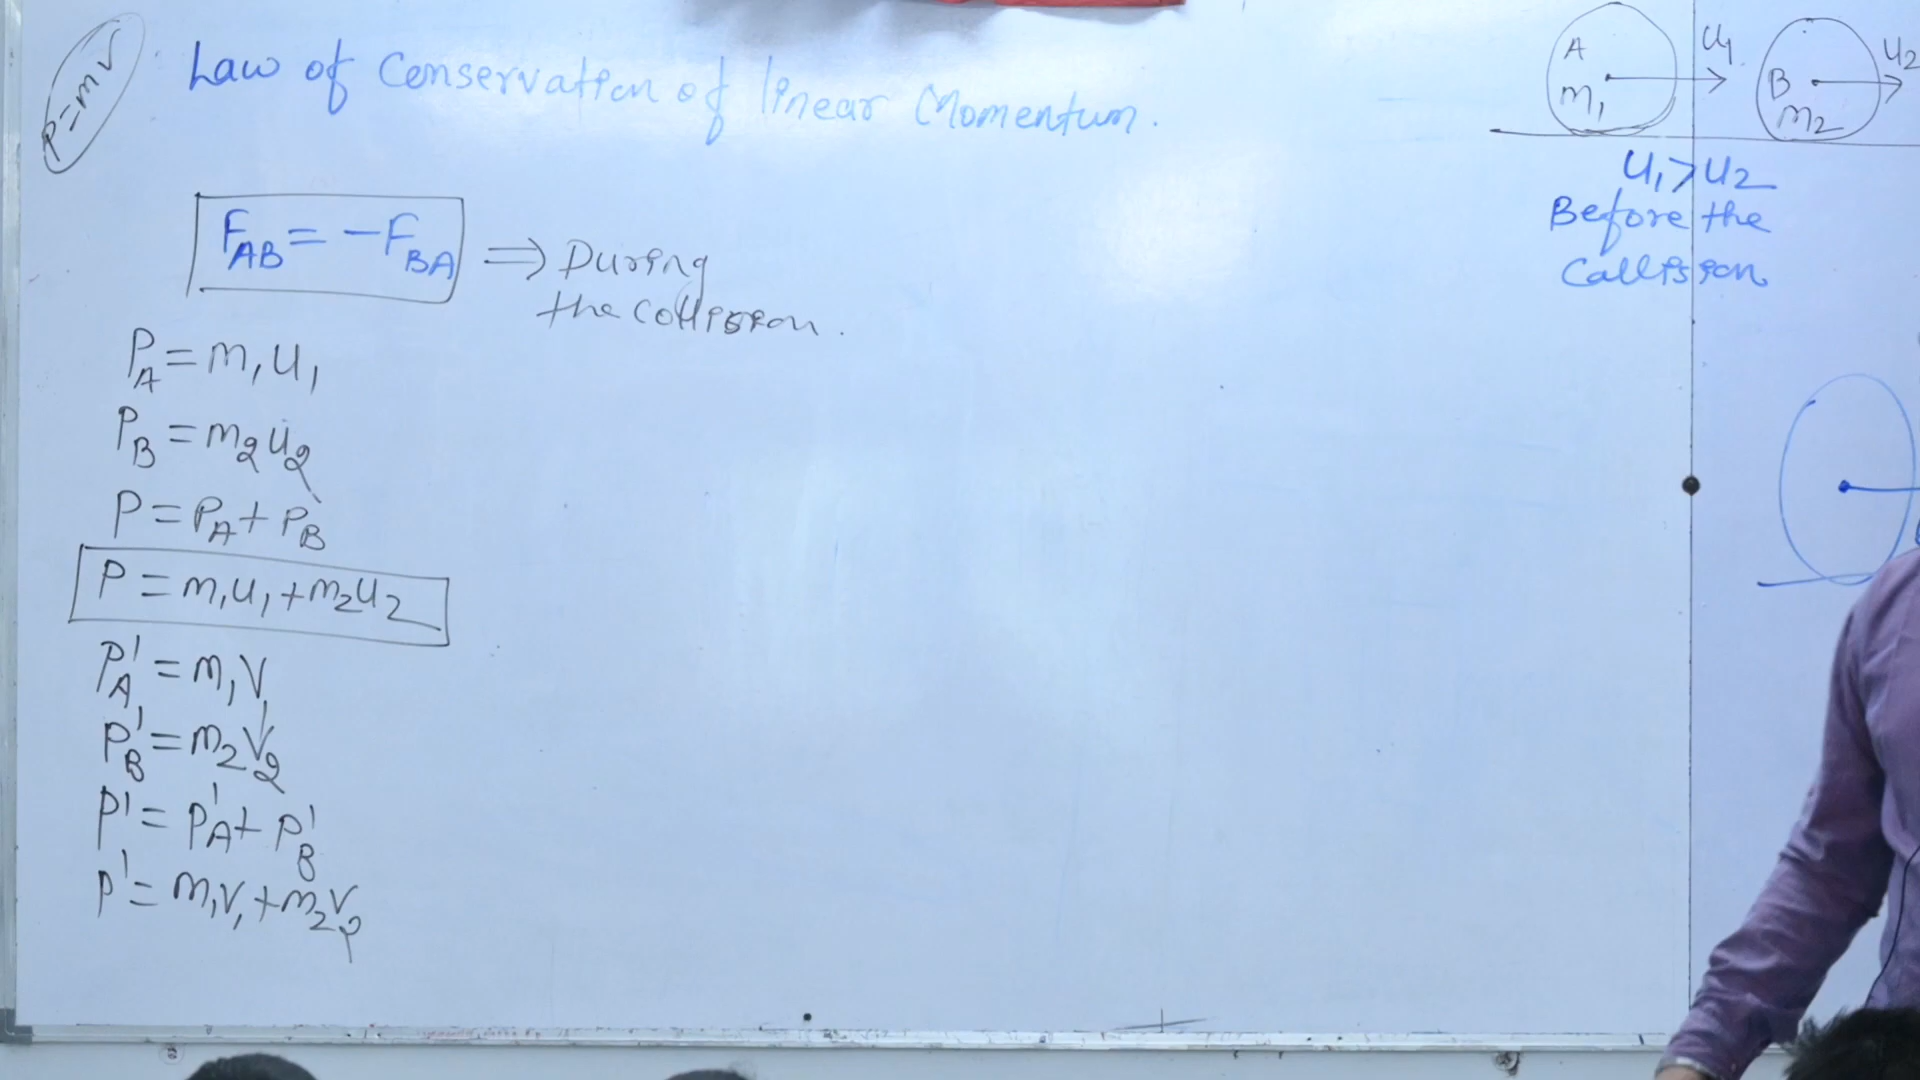 P=mv
Law of Conservation of linear Momentum.
F_AB = -F_BA ⇒ During
the Collision.
P_A = m₁u₁
P_B = m₂u₂
P = P_A + P_B
P = m₁u₁ + m₂u₂
P'_A = m₁v₁
P'_B = m₂v₂
P' = P'_A + P'_B
P' = m₁v₁ + m₂v₂
A
m₁
u₁
B
m₂
u₂
u₁>u₂
Before the
Collision